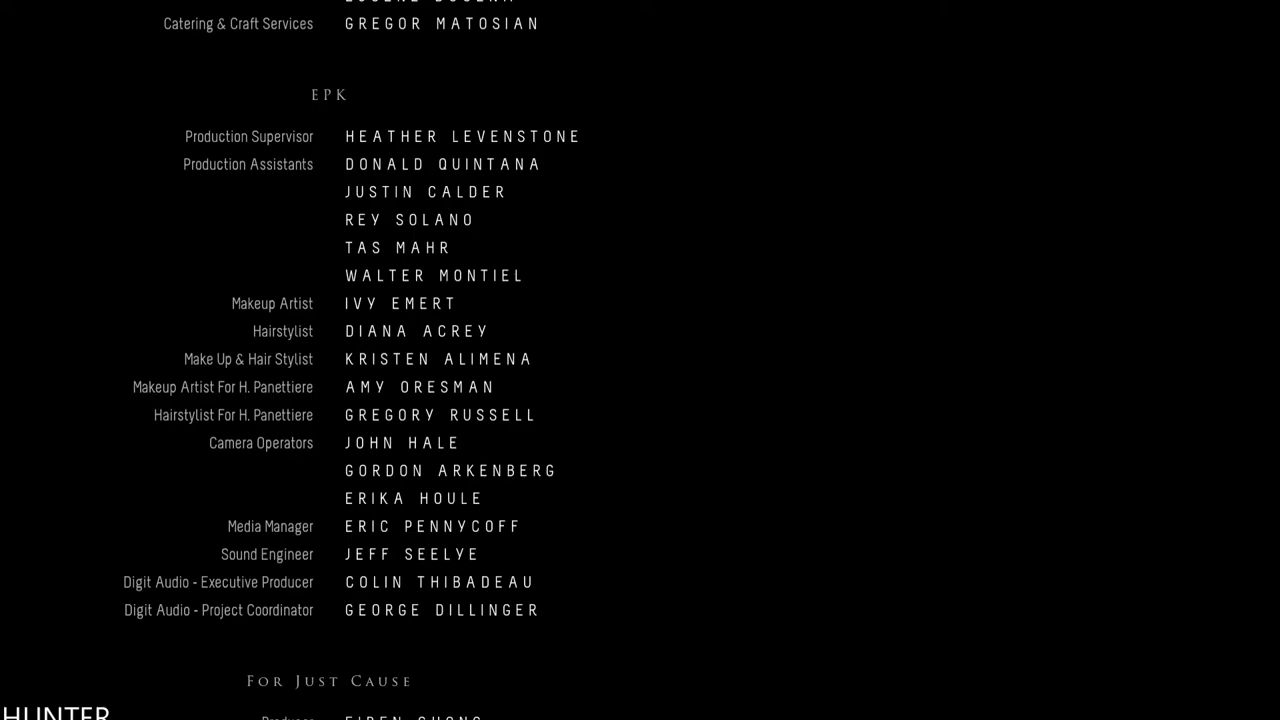 Catering & Craft Services GREGOR MATOSIAN
EPK
Production Supervisor HEATHER LEVENSTONE
Production Assistants DONALD QUINTANA
JUSTIN CALDER
REY SOLANO
TAS MAHR
WALTER MONTIEL
Makeup Artist IVY EMERT
Hairstylist DIANA ACREY
Make Up & Hair Stylist KRISTEN ALIMENA
Makeup Artist For H. Panettiere AMY ORESMAN
Hairstylist For H. Panettiere GREGORY RUSSELL
Camera Operators JOHN HALE
GORDON ARKENBERG
ERIKA HOULE
Media Manager ERIC PENNYCOFF
Sound Engineer JEFF SEELYE
Digit Audio - Executive Producer COLIN THIBADEAU
Digit Audio - Project Coordinator GEORGE DILLINGER
FOR JUST CAUSE
HUNTER
Producer